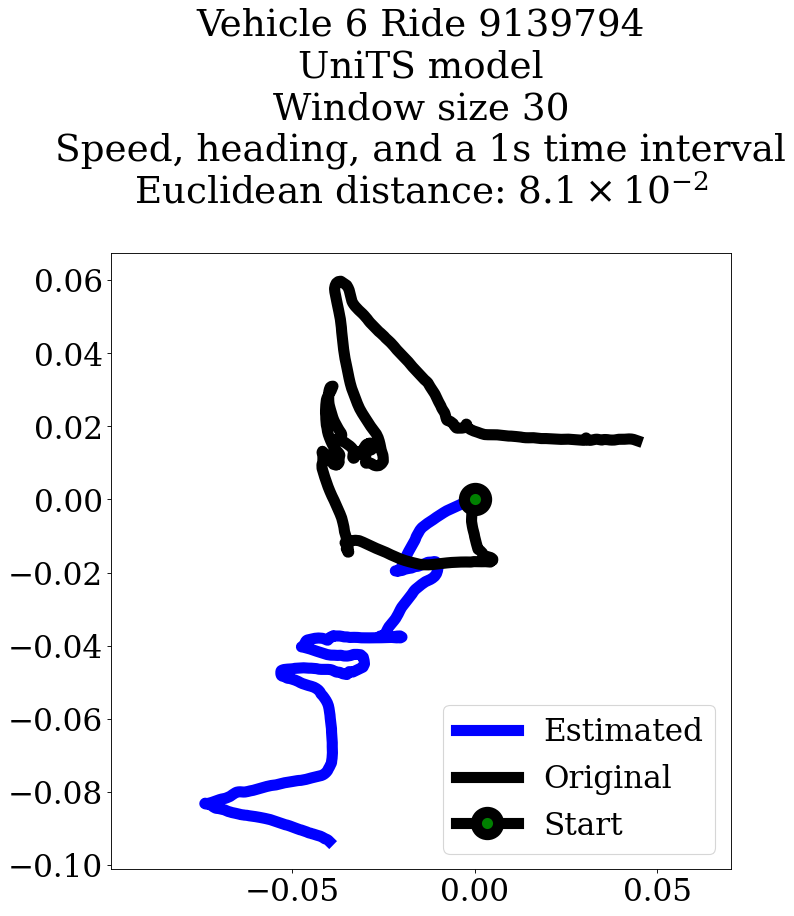 Vehicle 6 Ride 9139794
UniTS model
Window size 30
Speed, heading, and a 1s time interval
Euclidean distance: 8.1 × 10⁻²
0.06
0.04
0.02
0.00
−0.02
−0.04
−0.06
−0.08
−0.10
Estimated
Original
Start
−0.05 0.00 0.05